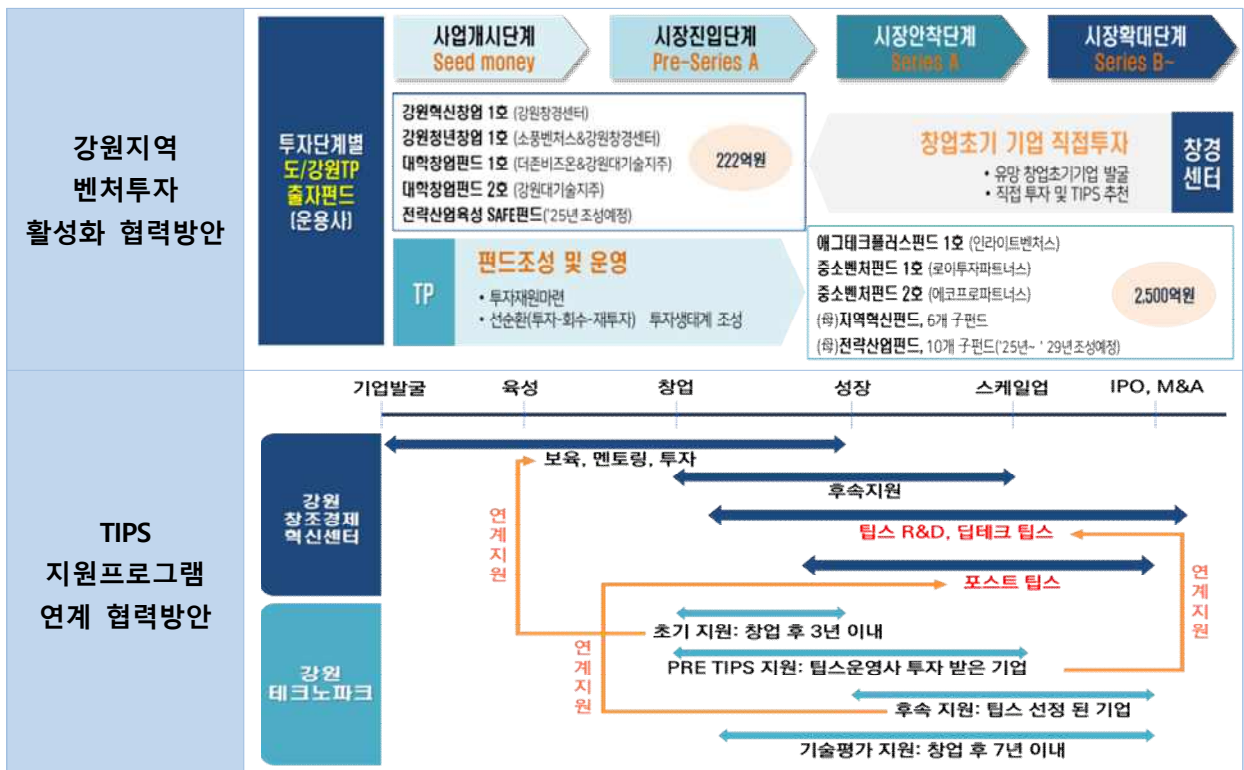 강원지역
벤처투자
활성화 협력방안
사업개시단계
Seed money
시장진입단계
Pre-Series A
시장안착단계
Series A
시장확대단계
Series B~
투자단계별
도/강원TP
출자펀드
(운용사)
강원혁신창업 1호 (강원창경센터)
강원청년창업 1호 (소풍벤처스&강원창경센터)
대학창업펀드 1호 (더존비즈온&강원대기술지주)
대학창업펀드 2호 (강원대기술지주)
전략산업육성 SAFE펀드('25년 조성예정)
222억원
창업초기 기업 직접투자
• 유망 창업초기기업 발굴
• 직접 투자 및 TIPS 추천
창경
센터
TP
펀드조성 및 운영
• 투자재원마련
• 선순환(투자-회수-재투자) 투자생태계 조성
애그테크플러스펀드 1호 (인라이트벤처스)
중소벤처펀드 1호 (로이투자파트너스)
중소벤처펀드 2호 (에코프로파트너스)
(母)지역혁신펀드, 6개 子펀드
(母)전략산업펀드, 10개 子펀드('25년~ ' 29년조성예정)
2,500억원
TIPS
지원프로그램
연계 협력방안
기업발굴
육성
창업
성장
스케일업
IPO, M&A
강원
창조경제
혁신센터
보육, 멘토링, 투자
후속지원
팁스 R&D, 딥테크 팁스
포스트 팁스
연계지원
연계지원
연계지원
강원
테크노파크
초기 지원: 창업 후 3년 이내
PRE TIPS 지원: 팁스운영사 투자 받은 기업
후속 지원: 팁스 선정 된 기업
기술평가 지원: 창업 후 7년 이내